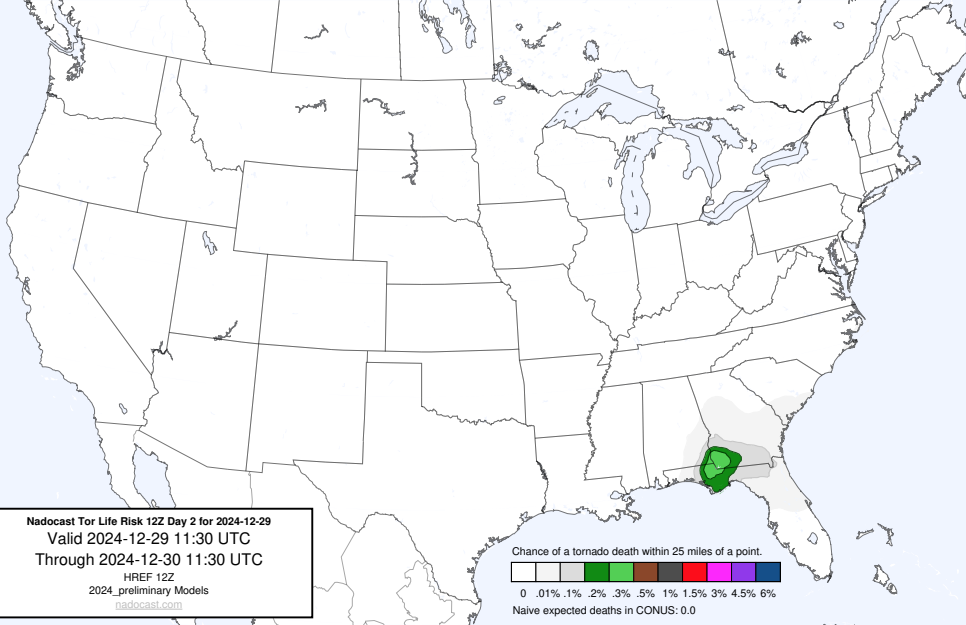 Nadocast Tor Life Risk 12Z Day 2 for 2024-12-29
Valid 2024-12-29 11:30 UTC
Through 2024-12-30 11:30 UTC
HREF 12Z
2024_preliminary Models
nadocast.com
Chance of a tornado death within 25 miles of a point.
0 .01% .1% .2% .3% .5% 1% 1.5% 3% 4.5% 6%
Naive expected deaths in CONUS: 0.0